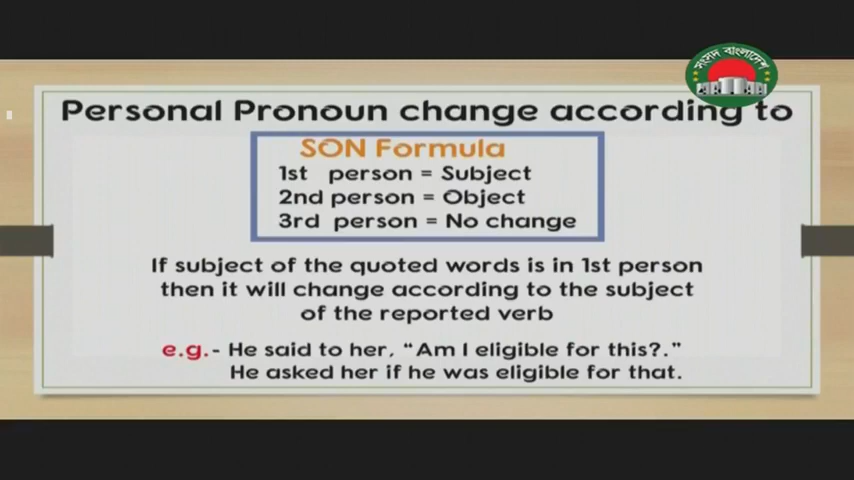 সংসদ বাংলাদেশ
Personal Pronoun change according to
SON Formula
1st person = Subject
2nd person = Object
3rd person = No change
If subject of the quoted words is in 1st person
then it will change according to the subject
of the reported verb
e.g.- He said to her, “Am I eligible for this?.”
He asked her if he was eligible for that.